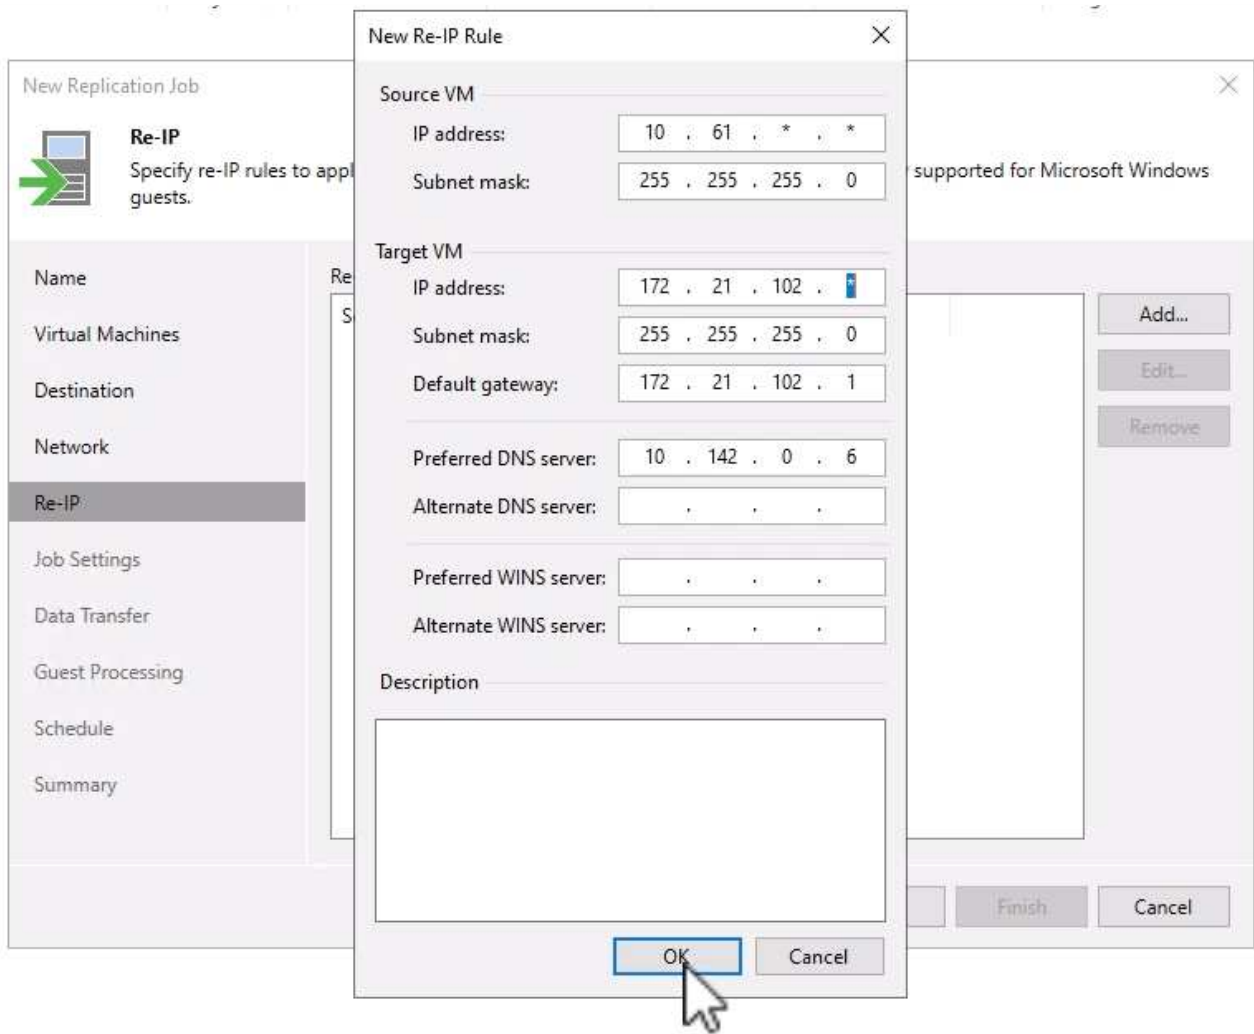 New Re-IP Rule
New Replication Job
Re-IP
Specify re-IP rules to appl
supported for Microsoft Windows
guests.
Name
Virtual Machines
Destination
Network
Re-IP
Job Settings
Data Transfer
Guest Processing
Schedule
Summary
Re
S
Source VM
IP address: 10 . 61 . * . *
Subnet mask: 255 . 255 . 255 . 0
Target VM
IP address: 172 . 21 . 102 . *
Subnet mask: 255 . 255 . 255 . 0
Default gateway: 172 . 21 . 102 . 1
Preferred DNS server: 10 . 142 . 0 . 6
Alternate DNS server: . . .
Preferred WINS server: . . .
Alternate WINS server: . . .
Description
OK
Cancel
Add...
Edit...
Remove
Finish
Cancel